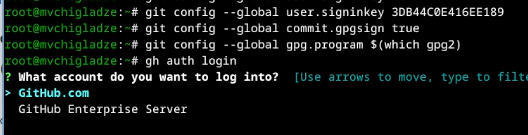 root@mvchigladze:~# git config --global user.signinkey 3DB44C0E416EE189
root@mvchigladze:~# git config --global commit.gpgsign true
root@mvchigladze:~# git config --global gpg.program $(which gpg2)
root@mvchigladze:~# gh auth login
? What account do you want to log into?  [Use arrows to move, type to filte
> GitHub.com
  GitHub Enterprise Server